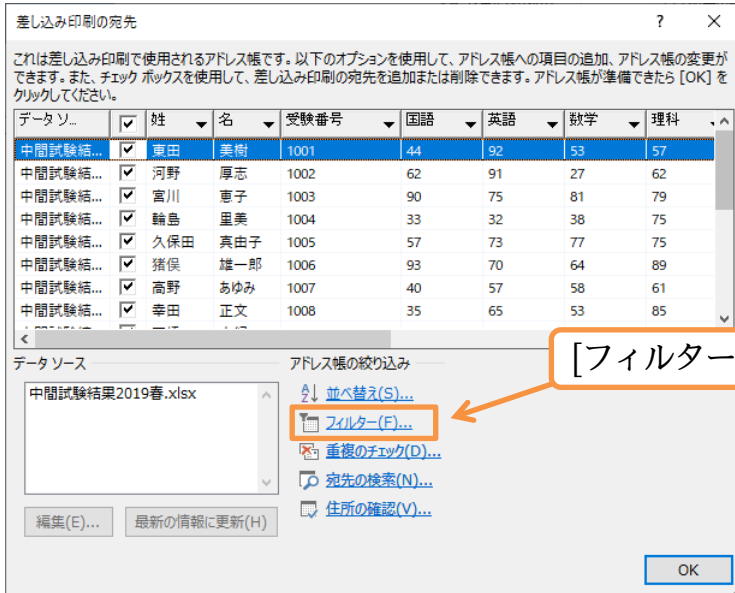 差し込み印刷の宛先
これは差し込み印刷で使用されるアドレス帳です。以下のオプションを使用して、アドレス帳への項目の追加、アドレス帳の変更が
できます。また、チェック ボックスを使用して、差し込み印刷の宛先を追加または削除できます。アドレス帳が準備できたら [OK] を
クリックしてください。
データ ソ... 姓 名 受験番号 国語 英語 数学 理科
中間試験結... 東田 美樹 1001 44 92 53 57
中間試験結... 河野 厚志 1002 62 91 27 62
中間試験結... 宮川 恵子 1003 90 75 81 79
中間試験結... 輪島 里美 1004 33 32 38 75
中間試験結... 久保田 真由子 1005 57 73 77 75
中間試験結... 猪俣 雄一郎 1006 93 70 64 89
中間試験結... 高野 あゆみ 1007 40 57 58 61
中間試験結... 幸田 正文 1008 35 65 53 85
データ ソース
中間試験結果2019春.xlsx
編集(E)... 最新の情報に更新(H)
アドレス帳の絞り込み
並べ替え(S)...
フィルター(F)...
重複のチェック(D)...
宛先の検索(N)...
住所の確認(V)...
[フィルター
OK